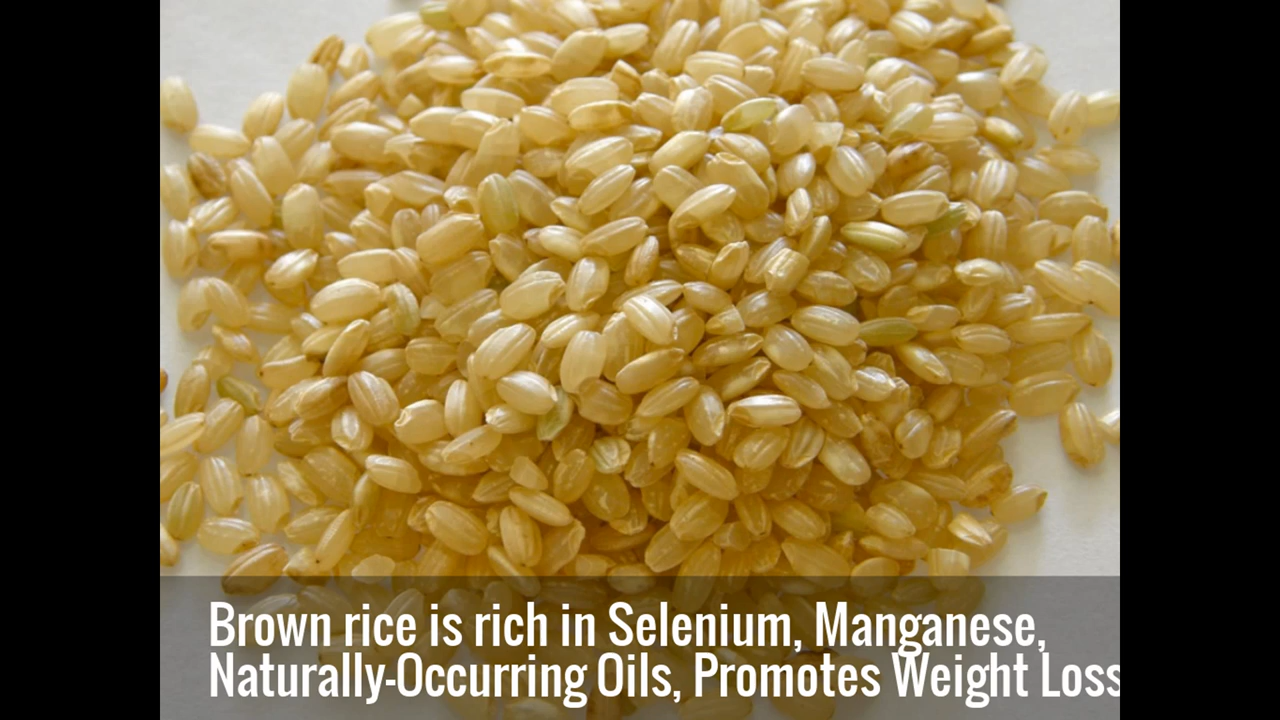 Brown rice is rich in Selenium, Manganese,
Naturally-Occurring Oils, Promotes Weight Loss